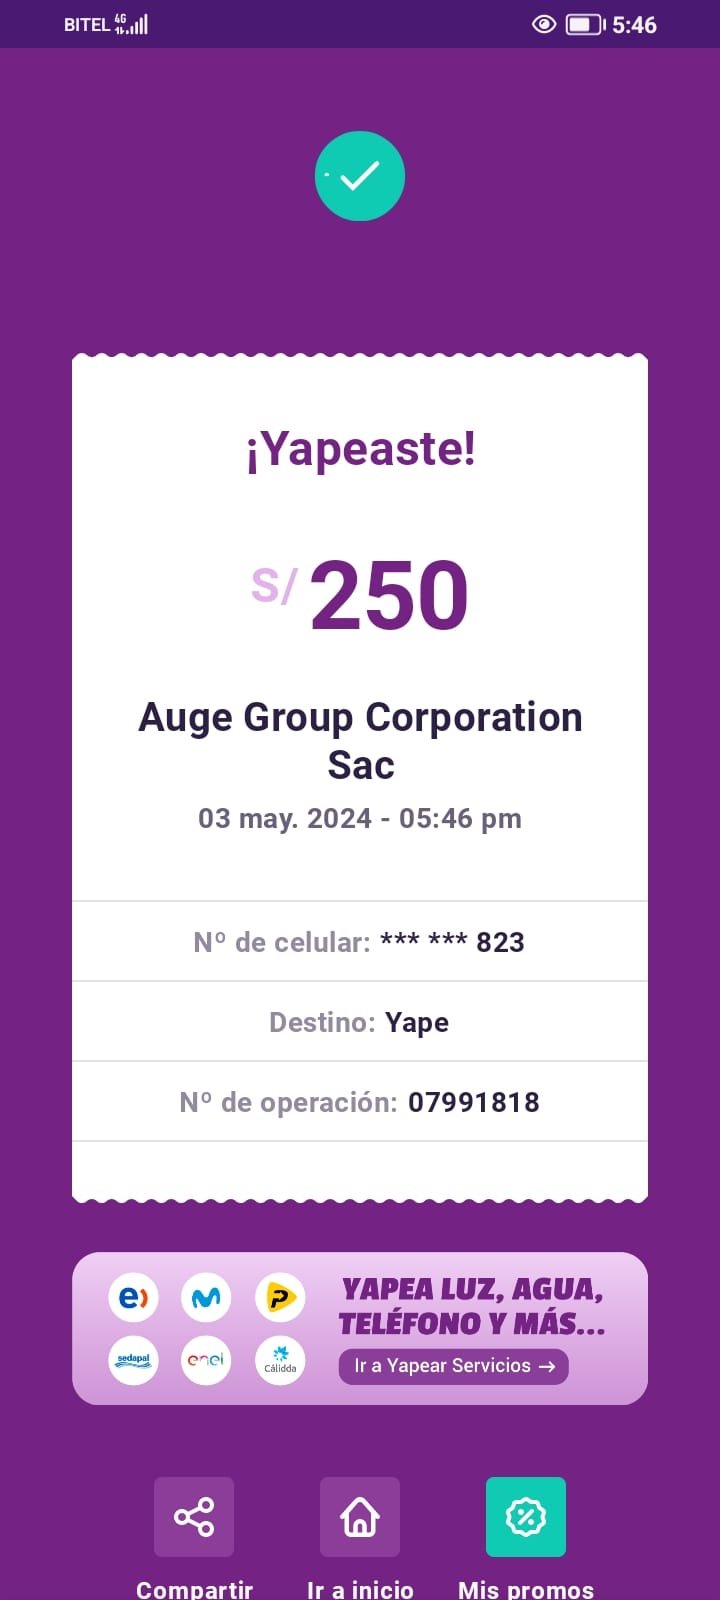 BITEL 4G 5:46
¡Yapeaste!
S/ 250
Auge Group Corporation
Sac
03 may. 2024 - 05:46 pm
Nº de celular: *** *** 823
Destino: Yape
Nº de operación: 07991818
e)
sedapal
enel
Cálidda
YAPEA LUZ, AGUA,
TELÉFONO Y MÁS...
Ir a Yapear Servicios →
Compartir
Ir a inicio
Mis promos